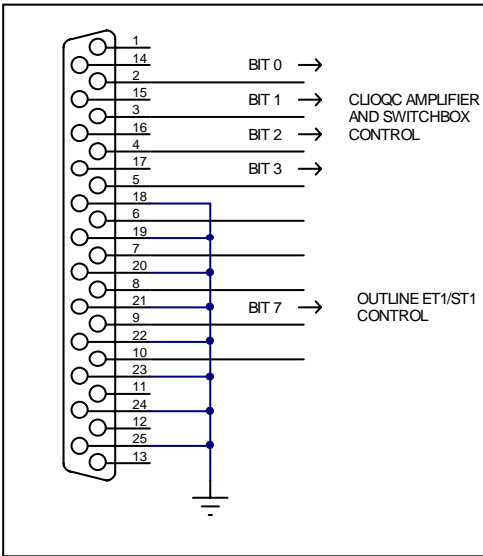 1
14
BIT 0
2
15
BIT 1
CLIOQC AMPLIFIER
AND SWITCHBOX
CONTROL
3
16
BIT 2
4
17
BIT 3
5
18
6
19
7
20
8
21
BIT 7
OUTLINE ET1/ST1
CONTROL
9
22
10
23
11
24
12
25
13